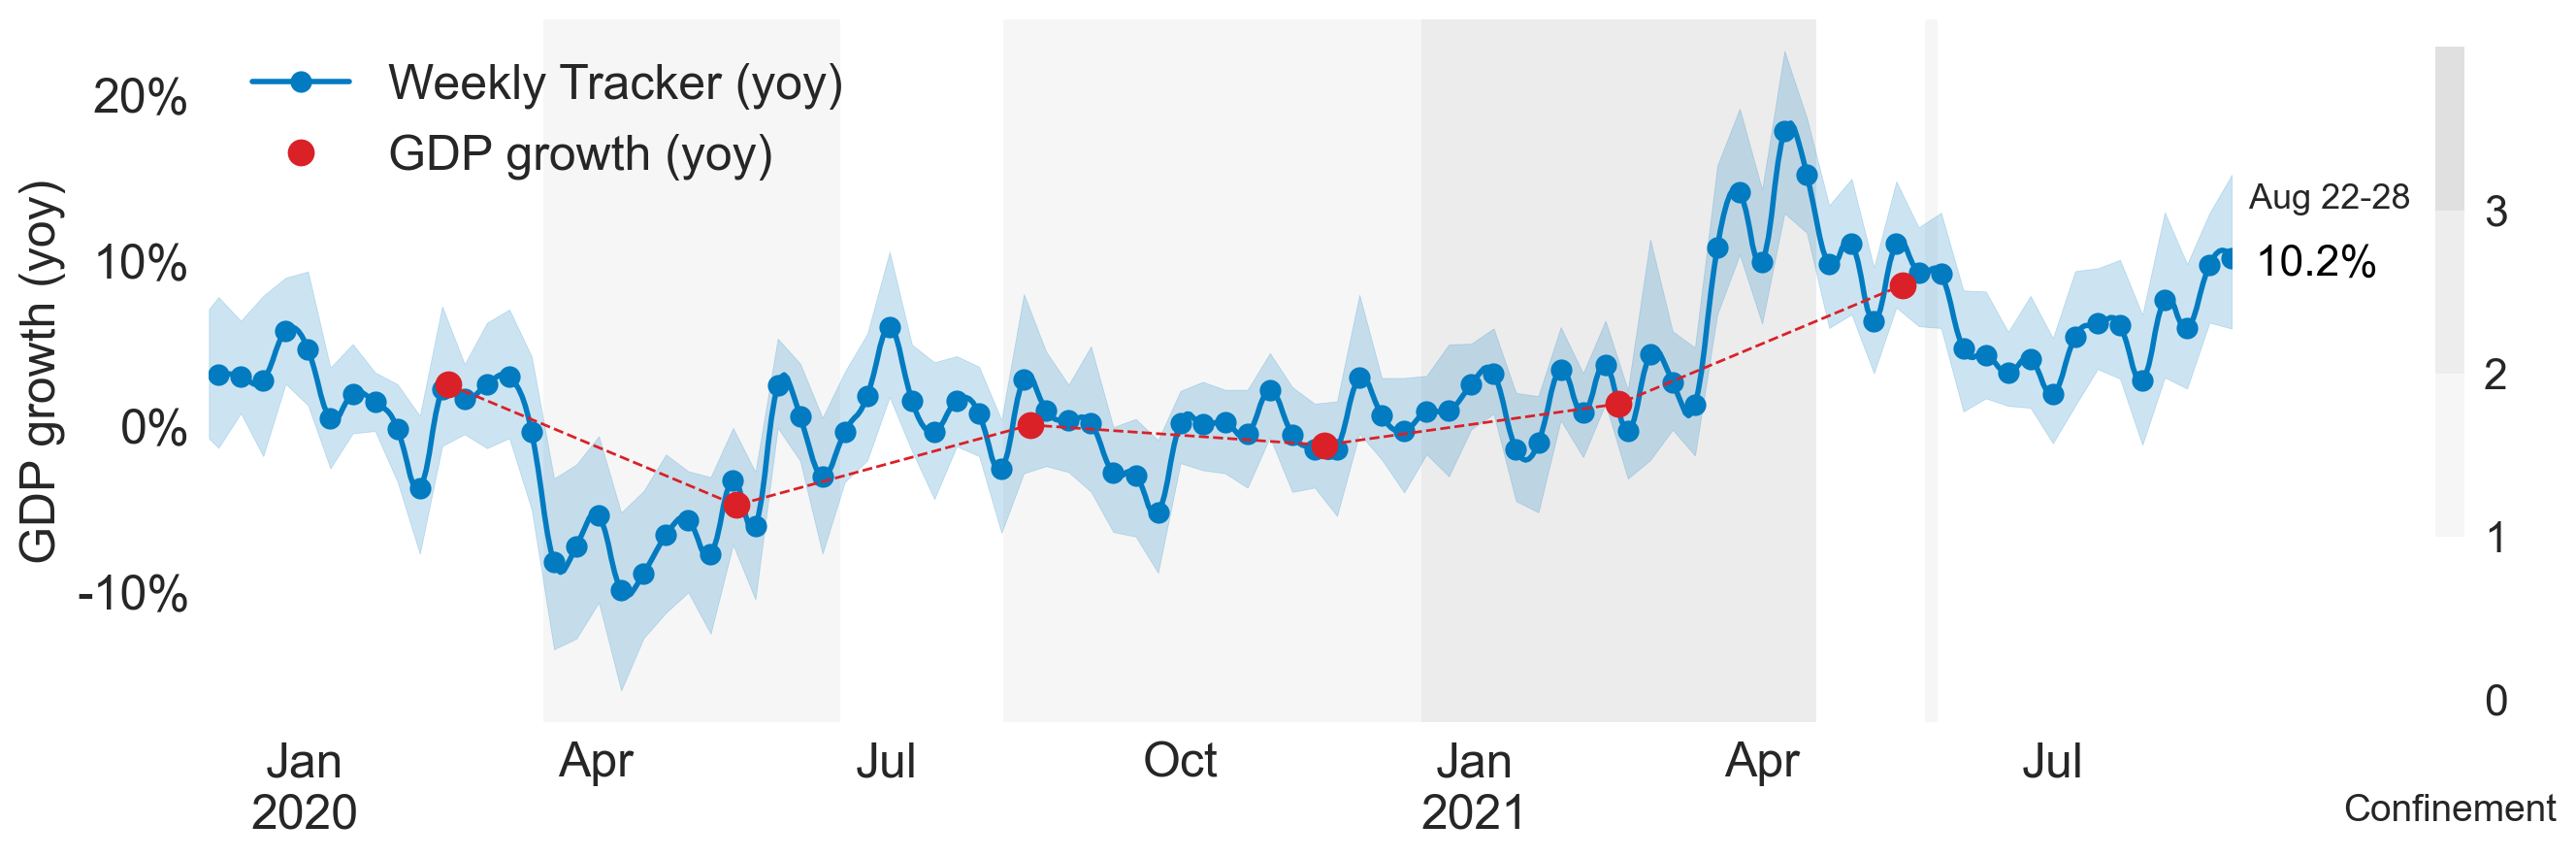 Weekly Tracker (yoy)
GDP growth (yoy)
GDP growth (yoy)
20%
10%
0%
-10%
Jan
2020
Apr
Jul
Oct
Jan
2021
Apr
Jul
Aug 22-28
10.2%
3
2
1
0
Confinement